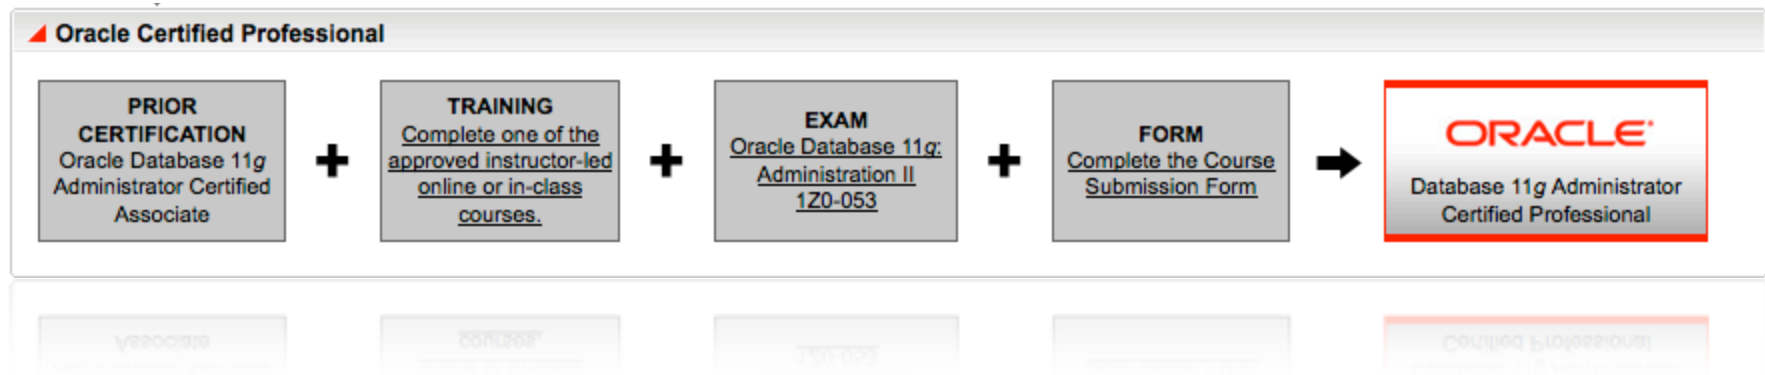 Oracle Certified Professional
PRIOR
CERTIFICATION
Oracle Database 11g
Administrator Certified
Associate
TRAINING
Complete one of the
approved instructor-led
online or in-class
courses.
EXAM
Oracle Database 11g:
Administration II
1Z0-053
FORM
Complete the Course
Submission Form
ORACLE
Database 11g Administrator
Certified Professional